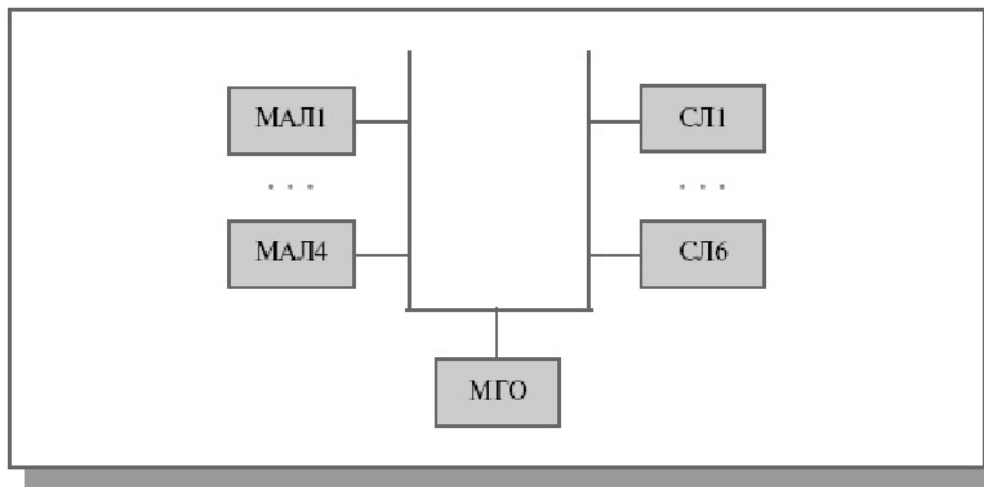 МАЛ1
СЛ1
. . .
. . .
МАЛ4
СЛ6
МГО